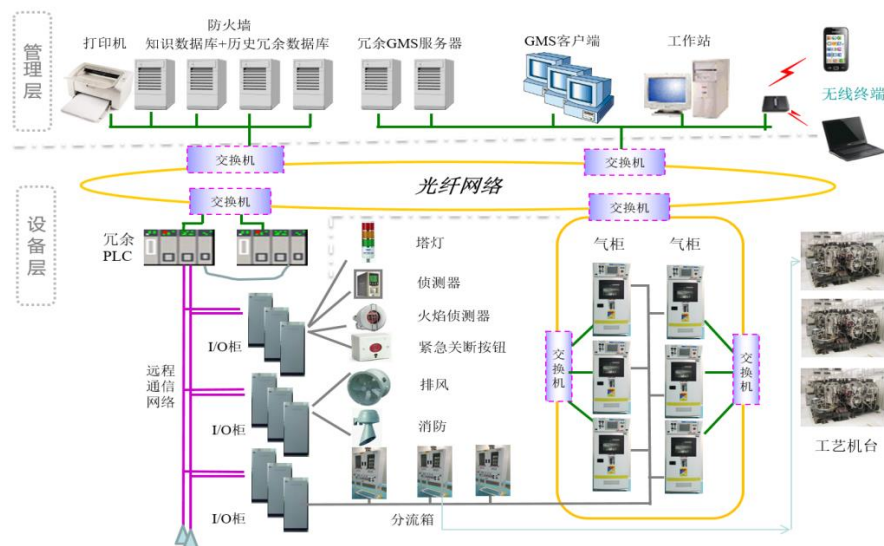 管理层
打印机
防火墙
知识数据库+历史冗余数据库
冗余GMS服务器
GMS客户端
工作站
无线终端
交换机
交换机
光纤网络
交换机
交换机
设备层
冗余
PLC
塔灯
侦测器
火焰侦测器
紧急关断按钮
排风
消防
I/O柜
I/O柜
I/O柜
远程
通信
网络
分流箱
气柜
气柜
交换机
交换机
工艺机台